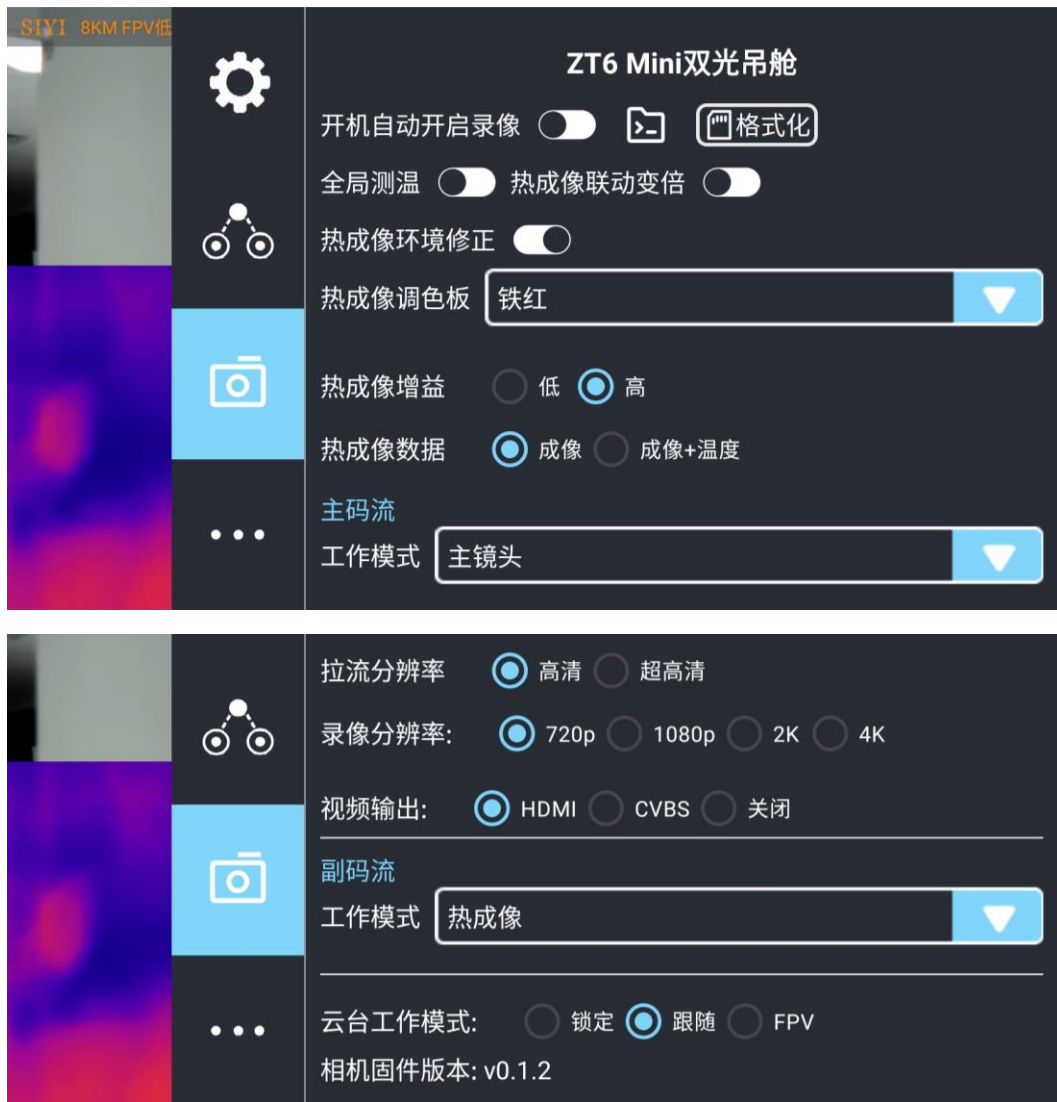 SIYI 8KM FPV低
ZT6 Mini双光吊舱
开机自动开启录像 格式化
全局测温 热成像联动变倍
热成像环境修正
热成像调色板 铁红
热成像增益 低 高
热成像数据 成像 成像+温度
主码流
工作模式 主镜头
拉流分辨率 高清 超高清
录像分辨率: 720p 1080p 2K 4K
视频输出: HDMI CVBS 关闭
副码流
工作模式 热成像
云台工作模式: 锁定 跟随 FPV
相机固件版本: v0.1.2